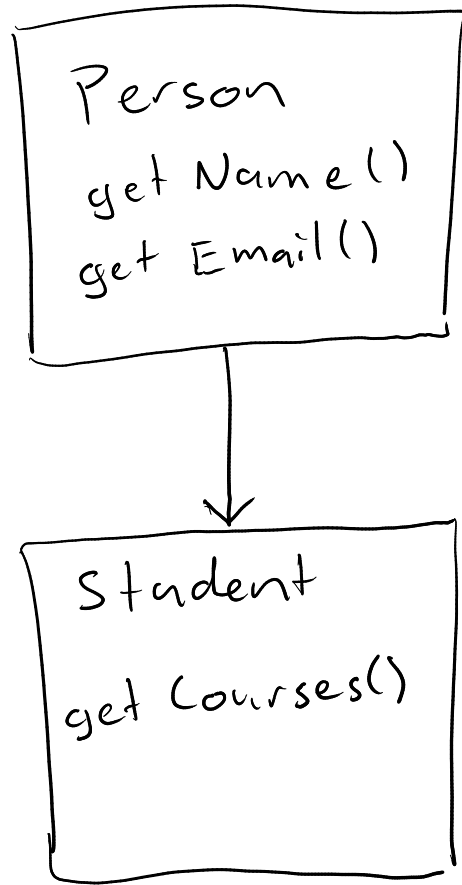 Person
get Name()
get Email()
Student
get Courses()